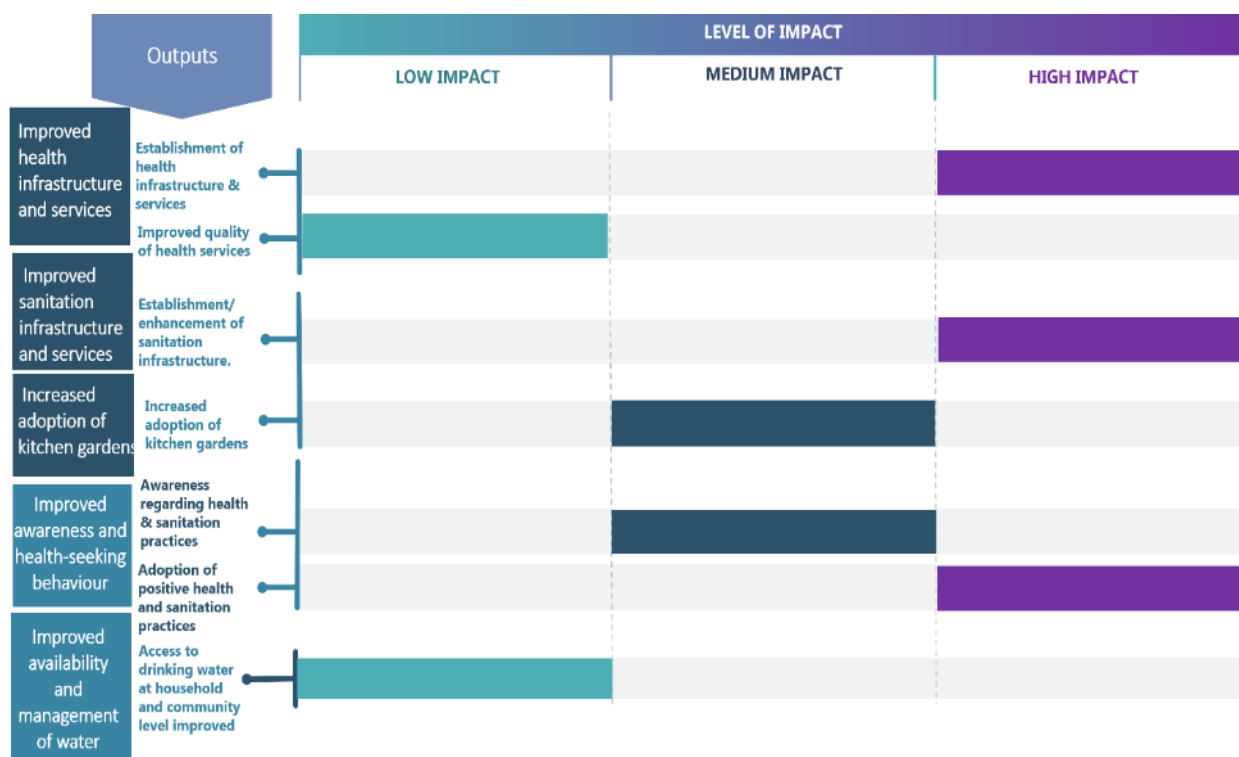 Outputs
LEVEL OF IMPACT
LOW IMPACT
MEDIUM IMPACT
HIGH IMPACT
Improved
health
infrastructure
and services
Establishment of
health
infrastructure &
services
Improved quality
of health services
Improved
sanitation
infrastructure
and services
Establishment/
enhancement of
sanitation
infrastructure.
Increased
adoption of
kitchen gardens
Increased
adoption of
kitchen gardens
Improved
awareness and
health-seeking
behaviour
Awareness
regarding health
& sanitation
practices
Adoption of
positive health
and sanitation
practices
Improved
availability
and
management
of water
Access to
drinking water
at household
and community
level improved